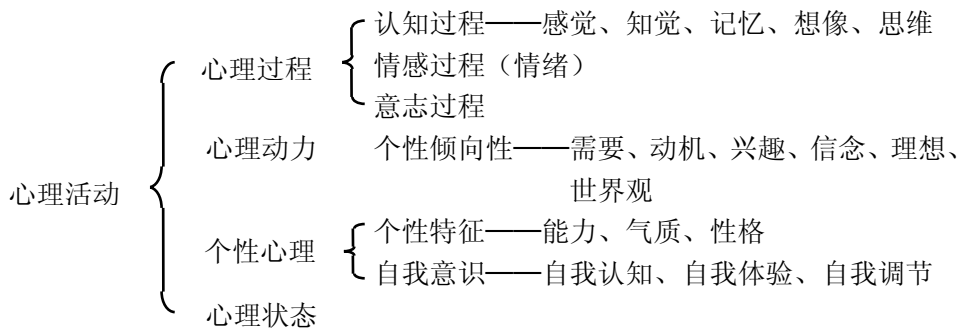 认知过程——感觉、知觉、记忆、想像、思维
心理过程
情感过程（情绪）
意志过程
心理动力 个性倾向性——需要、动机、兴趣、信念、理想、
世界观
心理活动
个性特征——能力、气质、性格
个性心理
自我意识——自我认知、自我体验、自我调节
心理状态